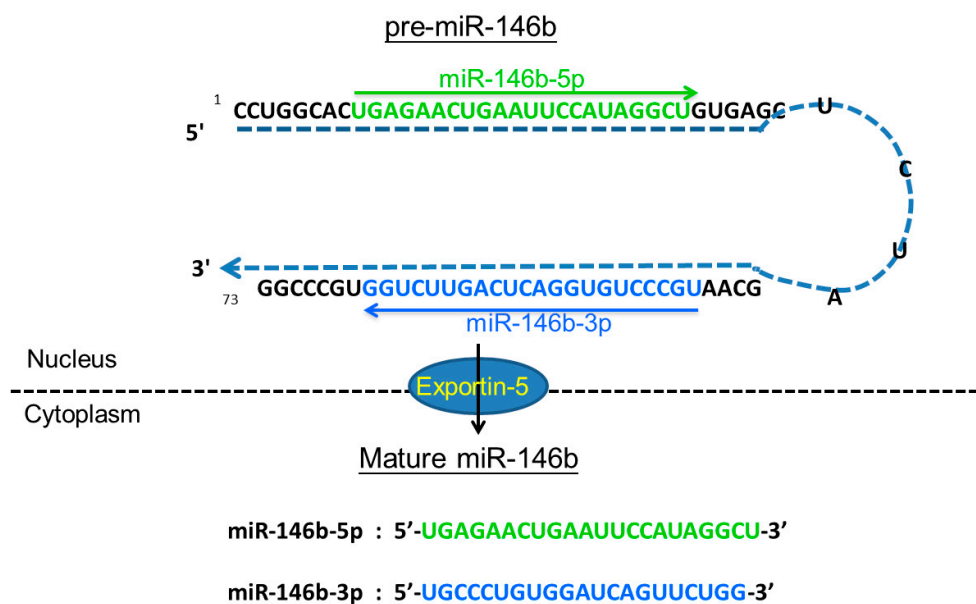 pre-miR-146b
miR-146b-5p
1 CCUGGCACUGAGAACUGAAUUCCAUAGGCUGUGAGC U
5'
C
U
3'
A
73 GGCCCGUGGUCUUGACUCAGGUGUCCCGUAACG
miR-146b-3p
Nucleus
Exportin-5
Cytoplasm
Mature miR-146b
miR-146b-5p : 5’-UGAGAACUGAAUUCCAUAGGCU-3’
miR-146b-3p : 5’-UGCCCUGUGGAUCAGUUCUGG-3’